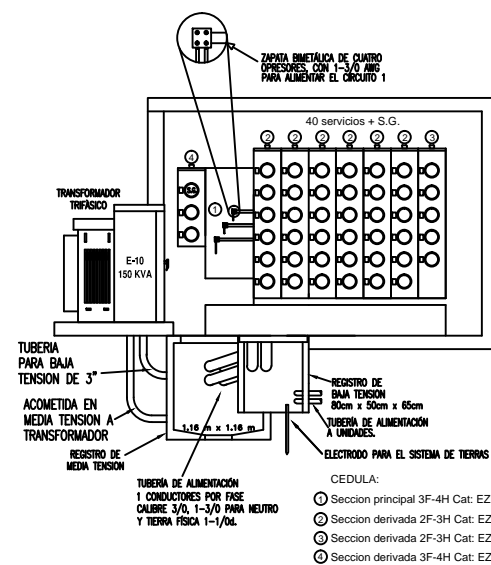 ZAPATA BIMETÁLICA DE CUATRO
OPRESORES, CON 1-3/0 AWG
PARA ALIMENTAR EL CIRCUITO 1
40 servicios + S.G.
2 2 2 2 2 2 3
4
S.G.
1
TRANSFORMADOR
TRIFÁSICO
E-10
150 KVA
TUBERIA
PARA BAJA
TENSION DE 3"
ACOMETIDA EN
MEDIA TENSION A
TRANSFORMADOR
REGISTRO DE
MEDIA TENSION
1.16 m x 1.16 m
REGISTRO DE
BAJA TENSION
80cm x 50cm x 65cm
TUBERÍA DE ALIMENTACIÓN
A UNIDADES.
ELECTRODO PARA EL SISTEMA DE TIERRAS
TUBERÍA DE ALIMENTACIÓN
1 CONDUCTORES POR FASE
CALIBRE 3/0, 1-3/0 PARA NEUTRO
Y TIERRA FÍSICA 1-1/0d.
CEDULA:
1 Seccion principal 3F-4H Cat: EZ
2 Seccion derivada 2F-3H Cat: EZ
3 Seccion derivada 2F-3H Cat: EZ
4 Seccion derivada 3F-4H Cat: EZ